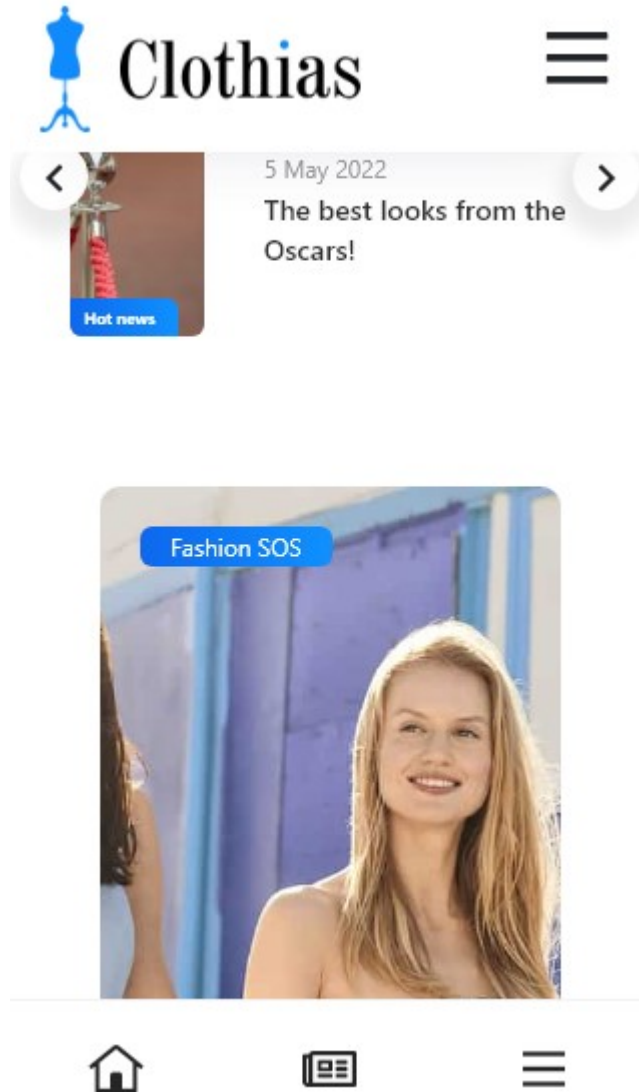 Clothias
5 May 2022
The best looks from the
Oscars!
Hot news
Fashion SOS